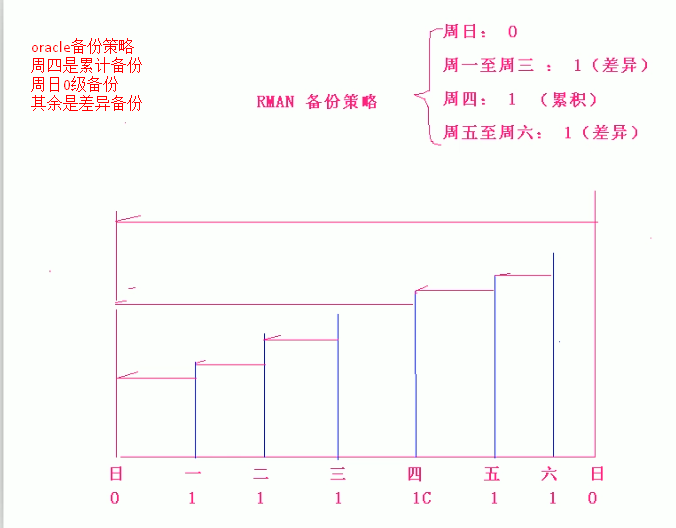 oracle备份策略
周四是累计备份
周日0级备份
其余是差异备份
RMAN 备份策略
周日: 0
周一至周三 : 1(差异)
周四: 1 (累积)
周五至周六: 1(差异)
日 一 二 三 四 五 六 日
0 1 1 1 1C 1 1 0